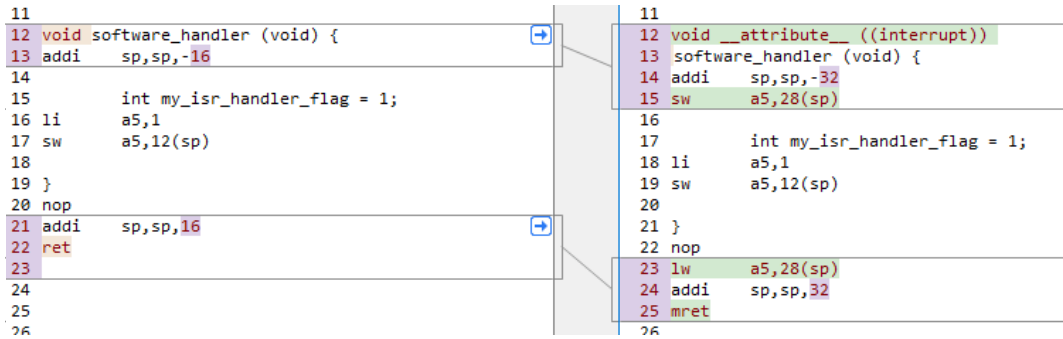 11
12 void software_handler (void) {
13 addi sp,sp,-16
14
15 int my_isr_handler_flag = 1;
16 li a5,1
17 sw a5,12(sp)
18
19 }
20 nop
21 addi sp,sp,16
22 ret
23
24
25
26
11
12 void __attribute__ ((interrupt))
13 software_handler (void) {
14 addi sp,sp,-32
15 sw a5,28(sp)
16
17 int my_isr_handler_flag = 1;
18 li a5,1
19 sw a5,12(sp)
20
21 }
22 nop
23 lw a5,28(sp)
24 addi sp,sp,32
25 mret
26